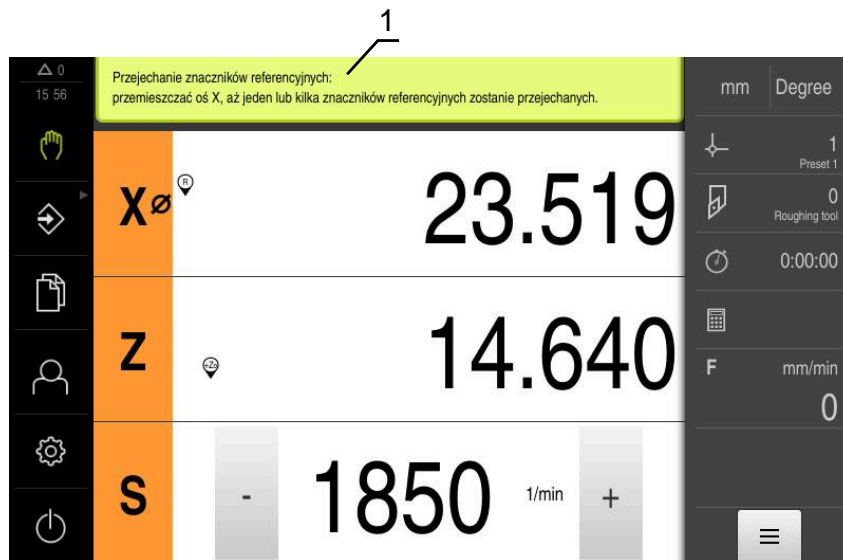 1
△ 0
15 56
Przejechanie znaczników referencyjnych:
przemieszczać oś X, aż jeden lub kilka znaczników referencyjnych zostanie przejechanych.
mm Degree
X⌀ R 23.519
Z +Zo 14.640
S - 1850 1/min +
1
Preset 1
0
Roughing tool
0:00:00
F mm/min
0